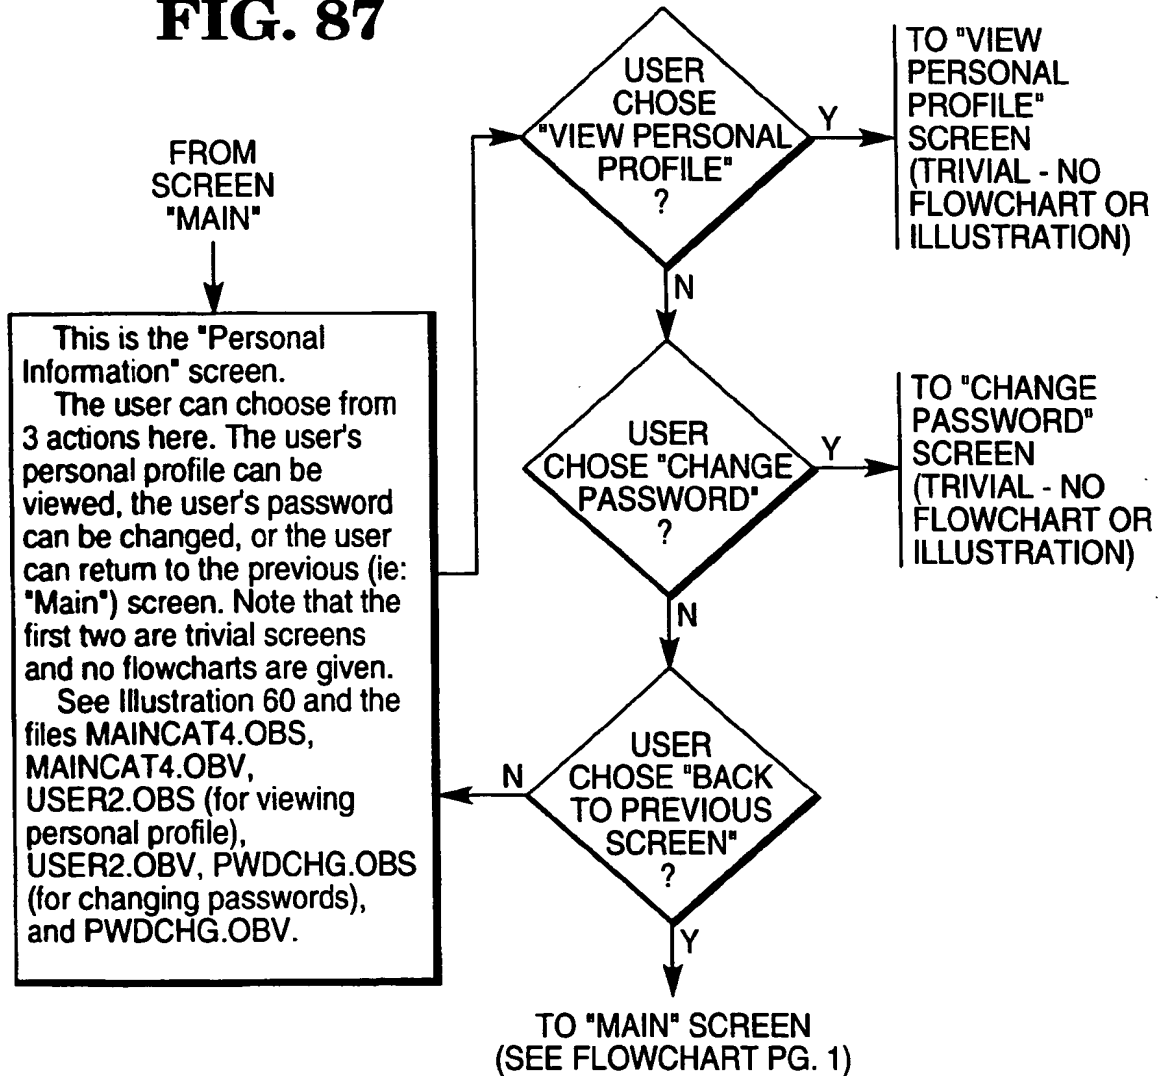 FIG. 87
FROM
SCREEN
"MAIN"
This is the "Personal
Information" screen.
The user can choose from
3 actions here. The user's
personal profile can be
viewed, the user's password
can be changed, or the user
can return to the previous (ie:
"Main") screen. Note that the
first two are trivial screens
and no flowcharts are given.
See Illustration 60 and the
files MAINCAT4.OBS,
MAINCAT4.OBV,
USER2.OBS (for viewing
personal profile),
USER2.OBV, PWDCHG.OBS
(for changing passwords),
and PWDCHG.OBV.
USER
CHOSE
"VIEW PERSONAL
PROFILE"
?
Y
TO "VIEW
PERSONAL
PROFILE"
SCREEN
(TRIVIAL - NO
FLOWCHART OR
ILLUSTRATION)
N
USER
CHOSE "CHANGE
PASSWORD"
?
Y
TO "CHANGE
PASSWORD"
SCREEN
(TRIVIAL - NO
FLOWCHART OR
ILLUSTRATION)
N
USER
CHOSE "BACK
TO PREVIOUS
SCREEN"
?
N
Y
TO "MAIN" SCREEN
(SEE FLOWCHART PG. 1)